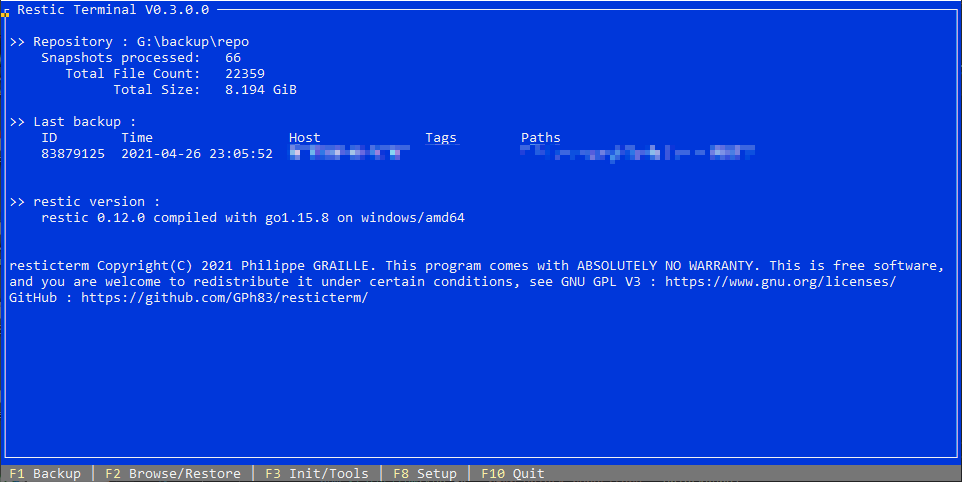 Restic Terminal V0.3.0.0
>> Repository : G:\backup\repo
Snapshots processed: 66
Total File Count: 22359
Total Size: 8.194 GiB
>> Last backup :
ID Time Host Tags Paths
83879125 2021-04-26 23:05:52
>> restic version :
restic 0.12.0 compiled with go1.15.8 on windows/amd64
resticterm Copyright(C) 2021 Philippe GRAILLE. This program comes with ABSOLUTELY NO WARRANTY. This is free software,
and you are welcome to redistribute it under certain conditions, see GNU GPL V3 : https://www.gnu.org/licenses/
GitHub : https://github.com/GPh83/resticterm/
F1 Backup │ F2 Browse/Restore │ F3 Init/Tools │ F8 Setup │ F10 Quit